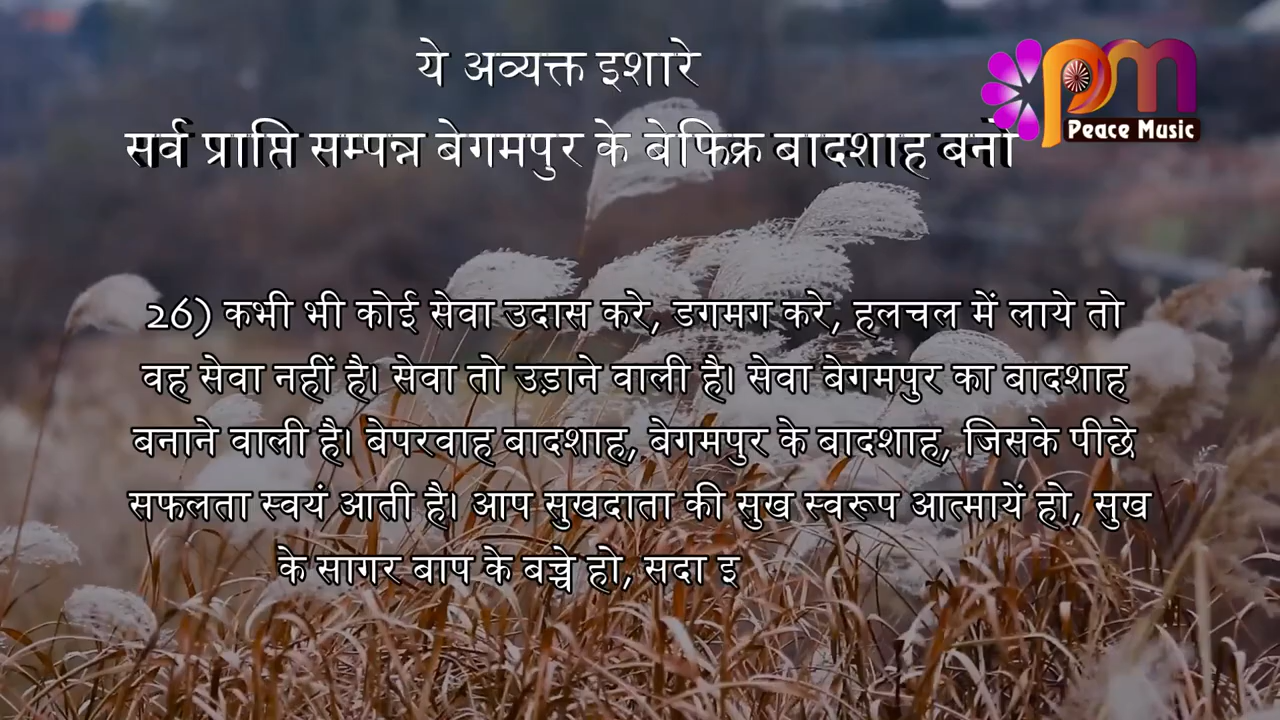 ये अव्यक्त इशारे
सर्व प्राप्ति सम्पन्न बेगमपुर के बेफिक्र बादशाह बनो
pm
Peace Music
26) कभी भी कोई सेवा उदास करे, डगमग करे, हलचल में लाये तो
वह सेवा नहीं है। सेवा तो उड़ाने वाली है। सेवा बेगमपुर का बादशाह
बनाने वाली है। बेपरवाह बादशाह, बेगमपुर के बादशाह, जिसके पीछे
सफलता स्वयं आती है। आप सुखदाता की सुख स्वरूप आत्मायें हो, सुख
के सागर बाप के बच्चे हो, सदा इ